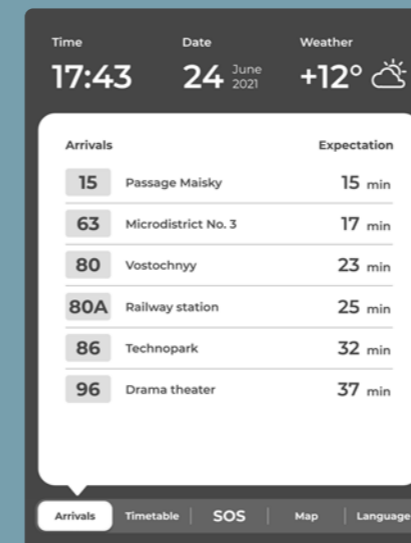 Time Date Weather
17:43 24 June 2021 +12°
Arrivals Expectation
15 Passage Maisky 15 min
63 Microdistrict No. 3 17 min
80 Vostochnyy 23 min
80A Railway station 25 min
86 Technopark 32 min
96 Drama theater 37 min
Arrivals Timetable SOS Map Language